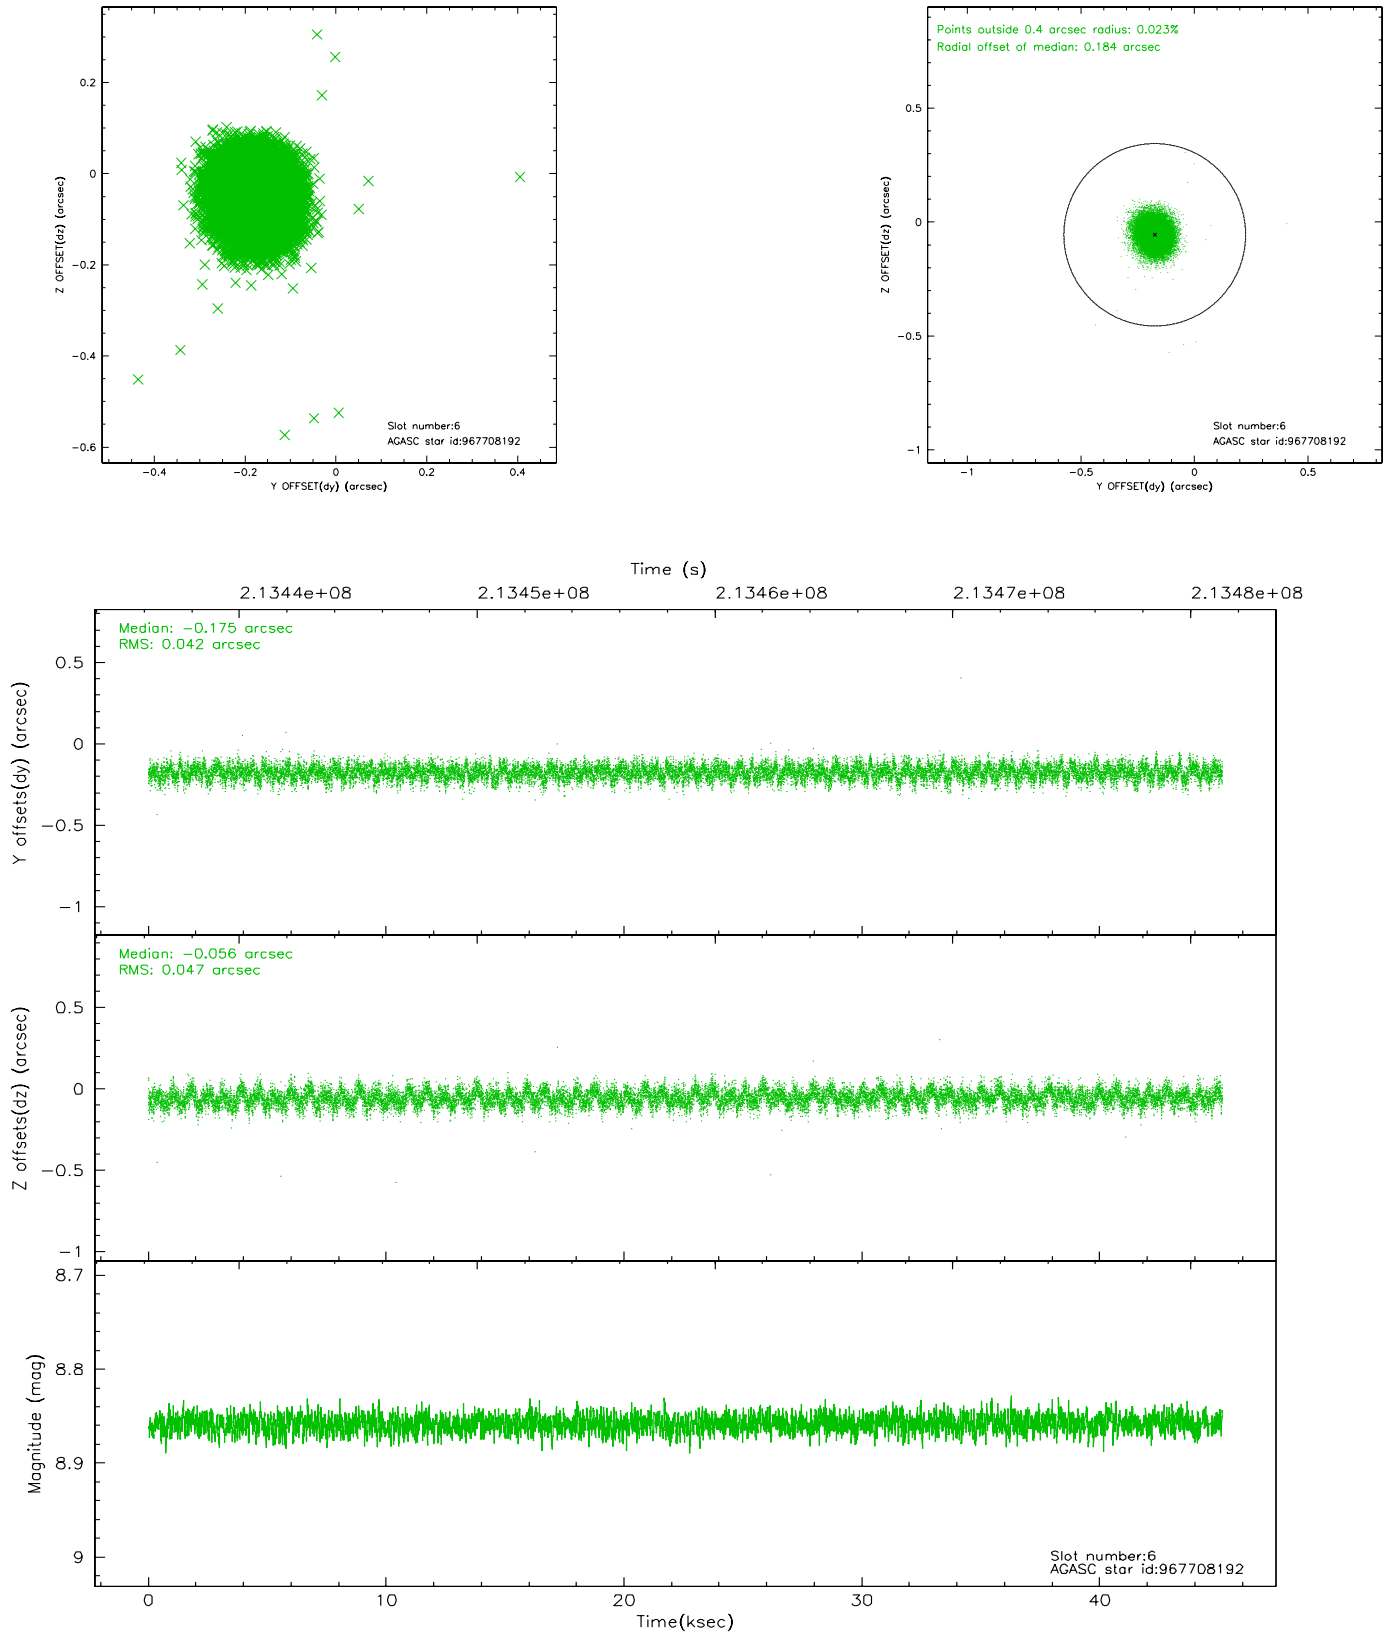 0.2
0
−0.2
−0.4
−0.6
Z OFFSET(dz) (arcsec)
Slot number:6
AGASC star id:967708192
−0.4 −0.2 0 0.2 0.4
Y OFFSET(dy) (arcsec)
Points outside 0.4 arcsec radius: 0.023%
Radial offset of median: 0.184 arcsec
0.5
0
−0.5
−1
Z OFFSET(dz) (arcsec)
Slot number:6
AGASC star id:967708192
−1 −0.5 0 0.5
Y OFFSET(dy) (arcsec)
Time (s)
2.1344e+08 2.1345e+08 2.1346e+08 2.1347e+08 2.1348e+08
Median: −0.175 arcsec
RMS: 0.042 arcsec
0.5
0
−0.5
−1
Y offsets(dy) (arcsec)
Median: −0.056 arcsec
RMS: 0.047 arcsec
0.5
0
−0.5
−1
Z offsets(dz) (arcsec)
8.7
8.8
8.9
9
Magnitude (mag)
Slot number:6
AGASC star id:967708192
0 10 20 30 40
Time(ksec)